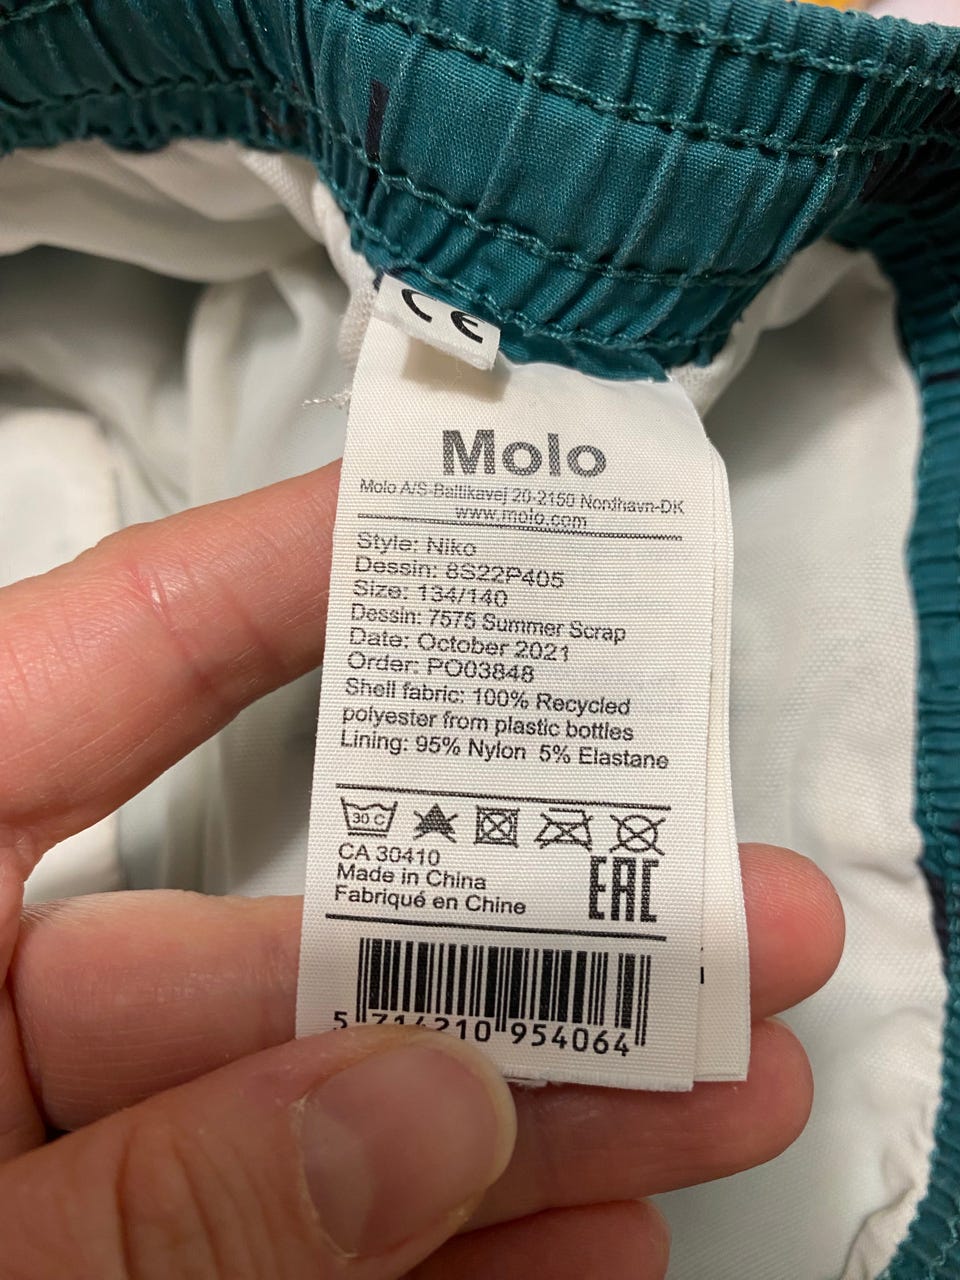 CE
Molo
Molo A/S-Baltikavej 20-2150 Nordhavn-DK
www.molo.com
Style: Niko
Dessin: 8S22P405
Size: 134/140
Dessin: 7575 Summer Scrap
Date: October 2021
Order: PO03848
Shell fabric: 100% Recycled
polyester from plastic bottles
Lining: 95% Nylon 5% Elastane
30 C
CA 30410
Made in China
Fabriqué en Chine
EAC
5 714210 954064